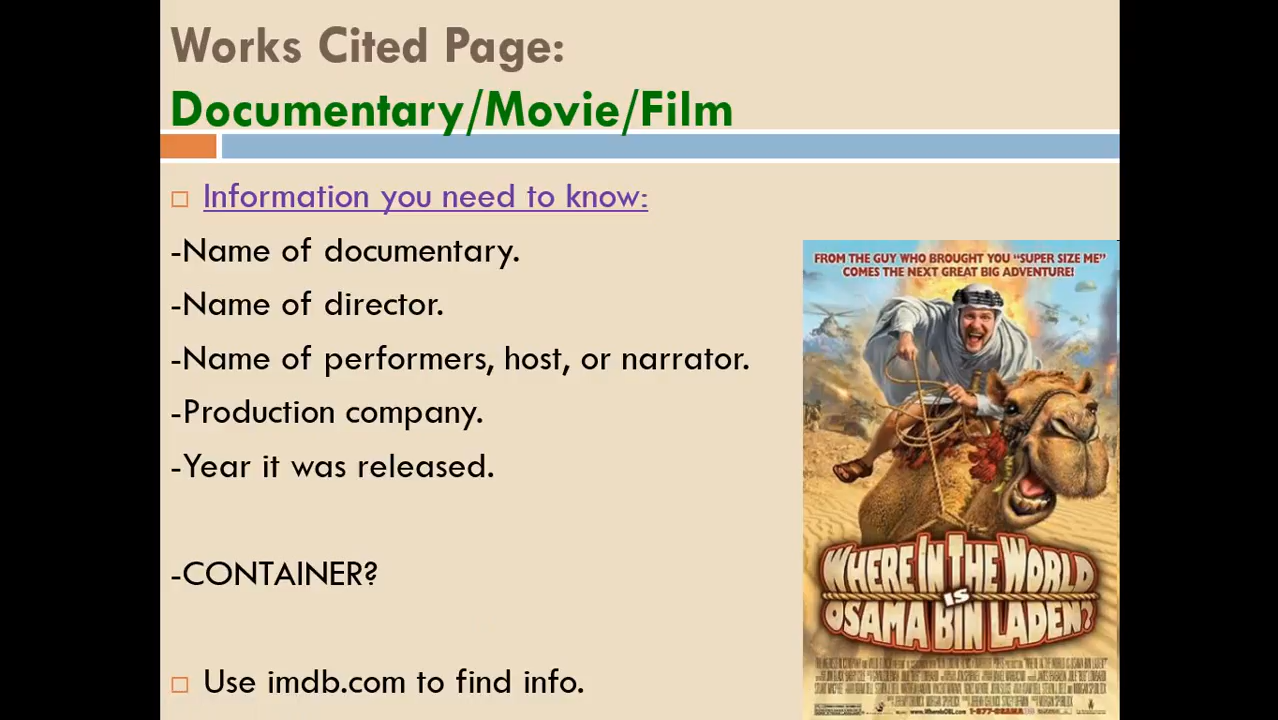 Works Cited Page:
Documentary/Movie/Film
Information you need to know:
-Name of documentary.
-Name of director.
-Name of performers, host, or narrator.
-Production company.
-Year it was released.
-CONTAINER?
Use imdb.com to find info.
FROM THE GUY WHO BROUGHT YOU “SUPER SIZE ME”
COMES THE NEXT GREAT BIG ADVENTURE!
WHERE IN THE WORLD
IS
OSAMA BIN LADEN?